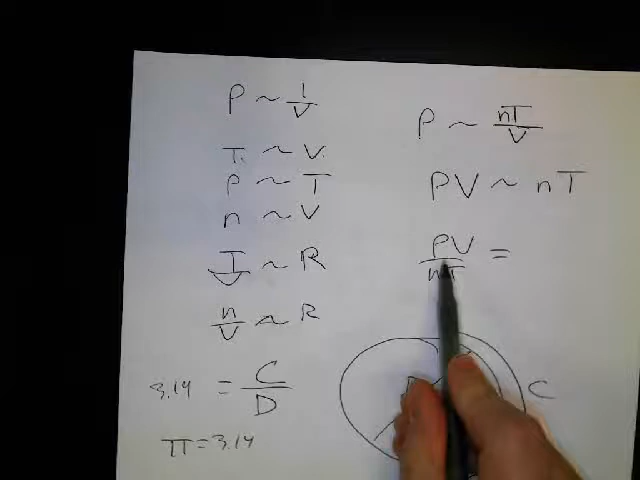 P ~ 1/V
T ~ V
P ~ T
n ~ V
T/V ~ R
n/V ~ R
3.14 = C/D
π = 3.14
P ~ nT/V
PV ~ nT
PV/nT =
C